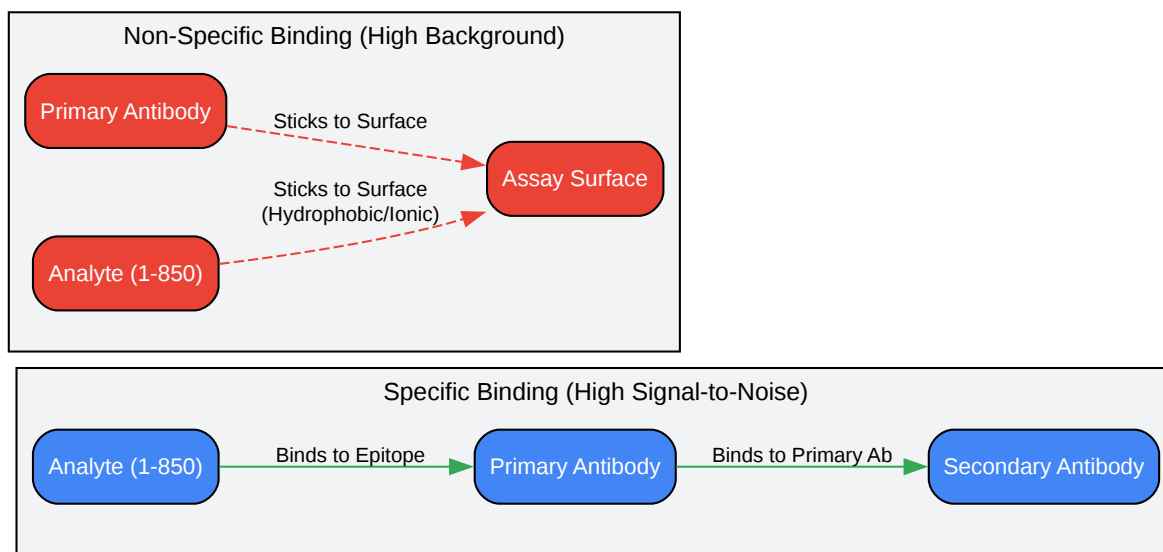 Non-Specific Binding (High Background)
Primary Antibody
Sticks to Surface
Assay Surface
Sticks to Surface
(Hydrophobic/Ionic)
Analyte (1-850)
Specific Binding (High Signal-to-Noise)
Analyte (1-850)
Binds to Epitope
Primary Antibody
Binds to Primary Ab
Secondary Antibody